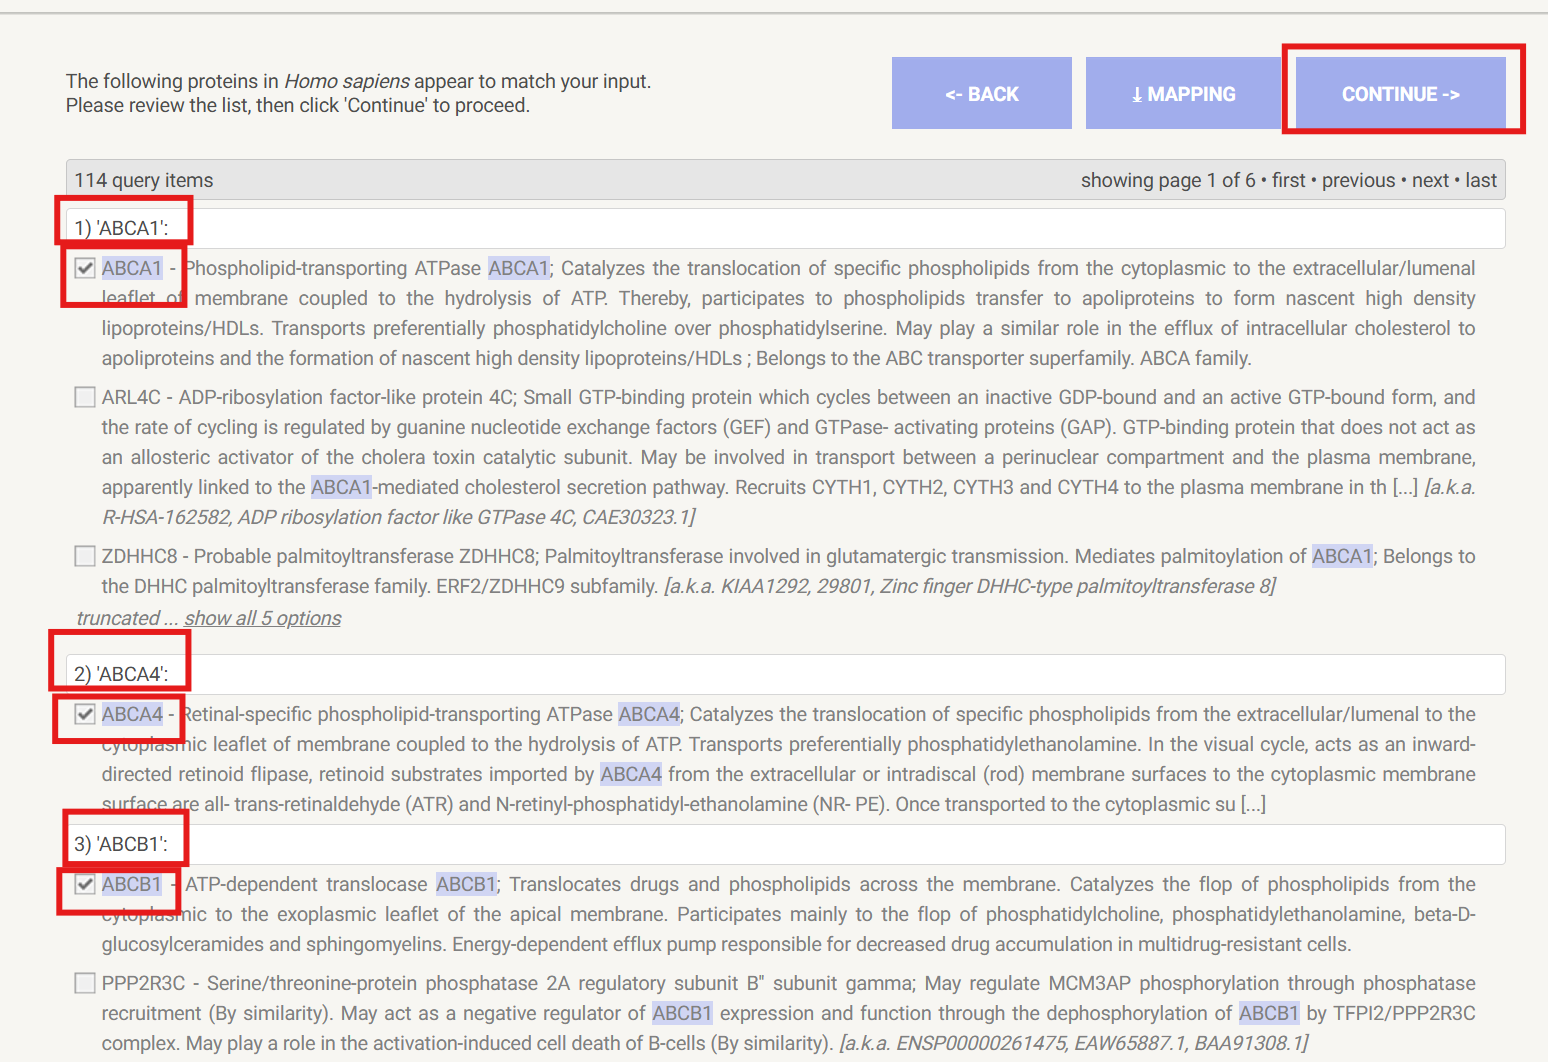 The following proteins in Homo sapiens appear to match your input.
Please review the list, then click 'Continue' to proceed.
<- BACK
⤓ MAPPING
CONTINUE ->
114 query items
showing page 1 of 6 • first • previous • next • last
1) 'ABCA1':
ABCA1 - Phospholipid-transporting ATPase ABCA1; Catalyzes the translocation of specific phospholipids from the cytoplasmic to the extracellular/lumenal
leaflet of membrane coupled to the hydrolysis of ATP. Thereby, participates to phospholipids transfer to apoliproteins to form nascent high density
lipoproteins/HDLs. Transports preferentially phosphatidylcholine over phosphatidylserine. May play a similar role in the efflux of intracellular cholesterol to
apoliproteins and the formation of nascent high density lipoproteins/HDLs ; Belongs to the ABC transporter superfamily. ABCA family.
ARL4C - ADP-ribosylation factor-like protein 4C; Small GTP-binding protein which cycles between an inactive GDP-bound and an active GTP-bound form, and
the rate of cycling is regulated by guanine nucleotide exchange factors (GEF) and GTPase- activating proteins (GAP). GTP-binding protein that does not act as
an allosteric activator of the cholera toxin catalytic subunit. May be involved in transport between a perinuclear compartment and the plasma membrane,
apparently linked to the ABCA1-mediated cholesterol secretion pathway. Recruits CYTH1, CYTH2, CYTH3 and CYTH4 to the plasma membrane in th [...] [a.k.a.
R-HSA-162582, ADP ribosylation factor like GTPase 4C, CAE30323.1]
ZDHHC8 - Probable palmitoyltransferase ZDHHC8; Palmitoyltransferase involved in glutamatergic transmission. Mediates palmitoylation of ABCA1; Belongs to
the DHHC palmitoyltransferase family. ERF2/ZDHHC9 subfamily. [a.k.a. KIAA1292, 29801, Zinc finger DHHC-type palmitoyltransferase 8]
truncated ... show all 5 options
2) 'ABCA4':
ABCA4 - Retinal-specific phospholipid-transporting ATPase ABCA4; Catalyzes the translocation of specific phospholipids from the extracellular/lumenal to the
cytoplasmic leaflet of membrane coupled to the hydrolysis of ATP. Transports preferentially phosphatidylethanolamine. In the visual cycle, acts as an inward-
directed retinoid flipase, retinoid substrates imported by ABCA4 from the extracellular or intradiscal (rod) membrane surfaces to the cytoplasmic membrane
surface are all- trans-retinaldehyde (ATR) and N-retinyl-phosphatidyl-ethanolamine (NR- PE). Once transported to the cytoplasmic su [...]
3) 'ABCB1':
ABCB1 - ATP-dependent translocase ABCB1; Translocates drugs and phospholipids across the membrane. Catalyzes the flop of phospholipids from the
cytoplasmic to the exoplasmic leaflet of the apical membrane. Participates mainly to the flop of phosphatidylcholine, phosphatidylethanolamine, beta-D-
glucosylceramides and sphingomyelins. Energy-dependent efflux pump responsible for decreased drug accumulation in multidrug-resistant cells.
PPP2R3C - Serine/threonine-protein phosphatase 2A regulatory subunit B'' subunit gamma; May regulate MCM3AP phosphorylation through phosphatase
recruitment (By similarity). May act as a negative regulator of ABCB1 expression and function through the dephosphorylation of ABCB1 by TFPI2/PPP2R3C
complex. May play a role in the activation-induced cell death of B-cells (By similarity). [a.k.a. ENSP00000261475, EAW65887.1, BAA91308.1]